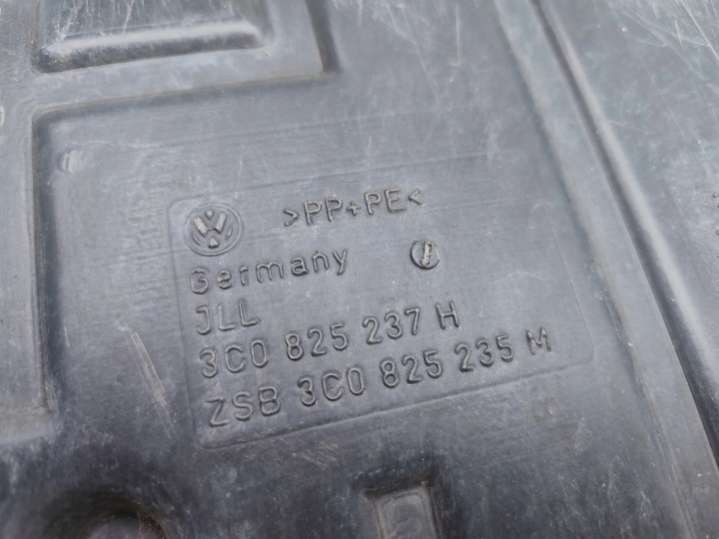 >PP+PE<
Germany
JLL
3C0 825 237 H
ZSB 3C0 825 235 M